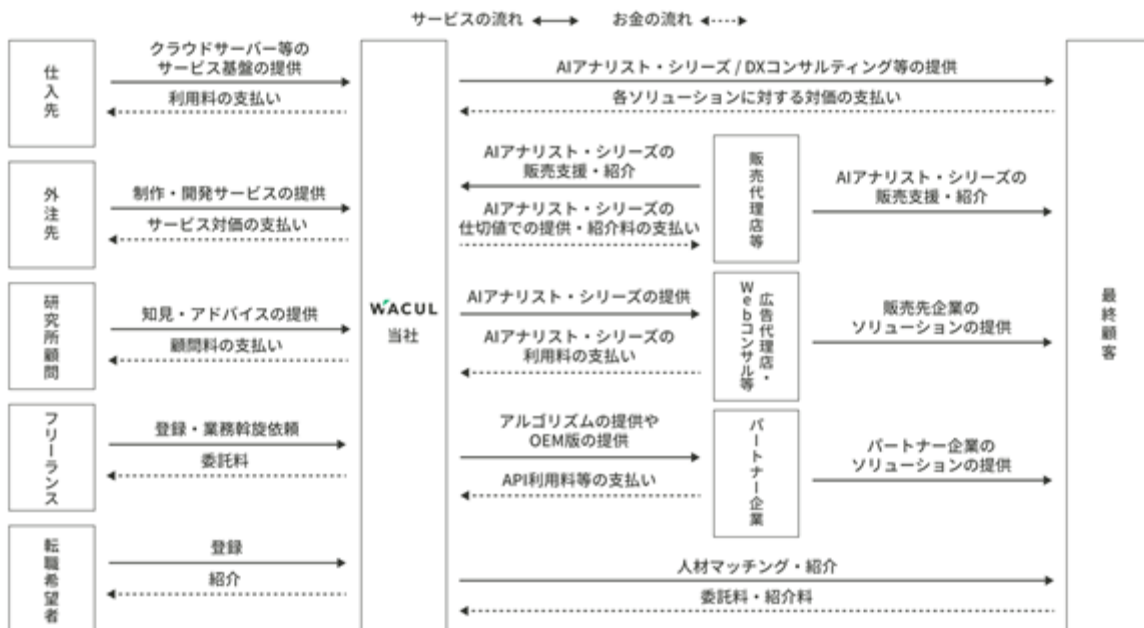 サービスの流れ
お金の流れ
仕入先
クラウドサーバー等の
サービス基盤の提供
利用料の支払い
外注先
制作・開発サービスの提供
サービス対価の支払い
研究所顧問
知見・アドバイスの提供
顧問料の支払い
フリーランス
登録・業務斡旋依頼
委託料
転職希望者
登録
紹介
WACUL
当社
AIアナリスト・シリーズ / DXコンサルティング等の提供
各ソリューションに対する対価の支払い
AIアナリスト・シリーズの
販売支援・紹介
AIアナリスト・シリーズの
仕切値での提供・紹介料の支払い
販売代理店等
AIアナリスト・シリーズの
販売支援・紹介
AIアナリスト・シリーズの提供
AIアナリスト・シリーズの
利用料の支払い
広告代理店・
Webコンサル等
販売先企業の
ソリューションの提供
アルゴリズムの提供や
OEM版の提供
API利用料等の支払い
パートナー企業
パートナー企業の
ソリューションの提供
人材マッチング・紹介
委託料・紹介料
最終顧客